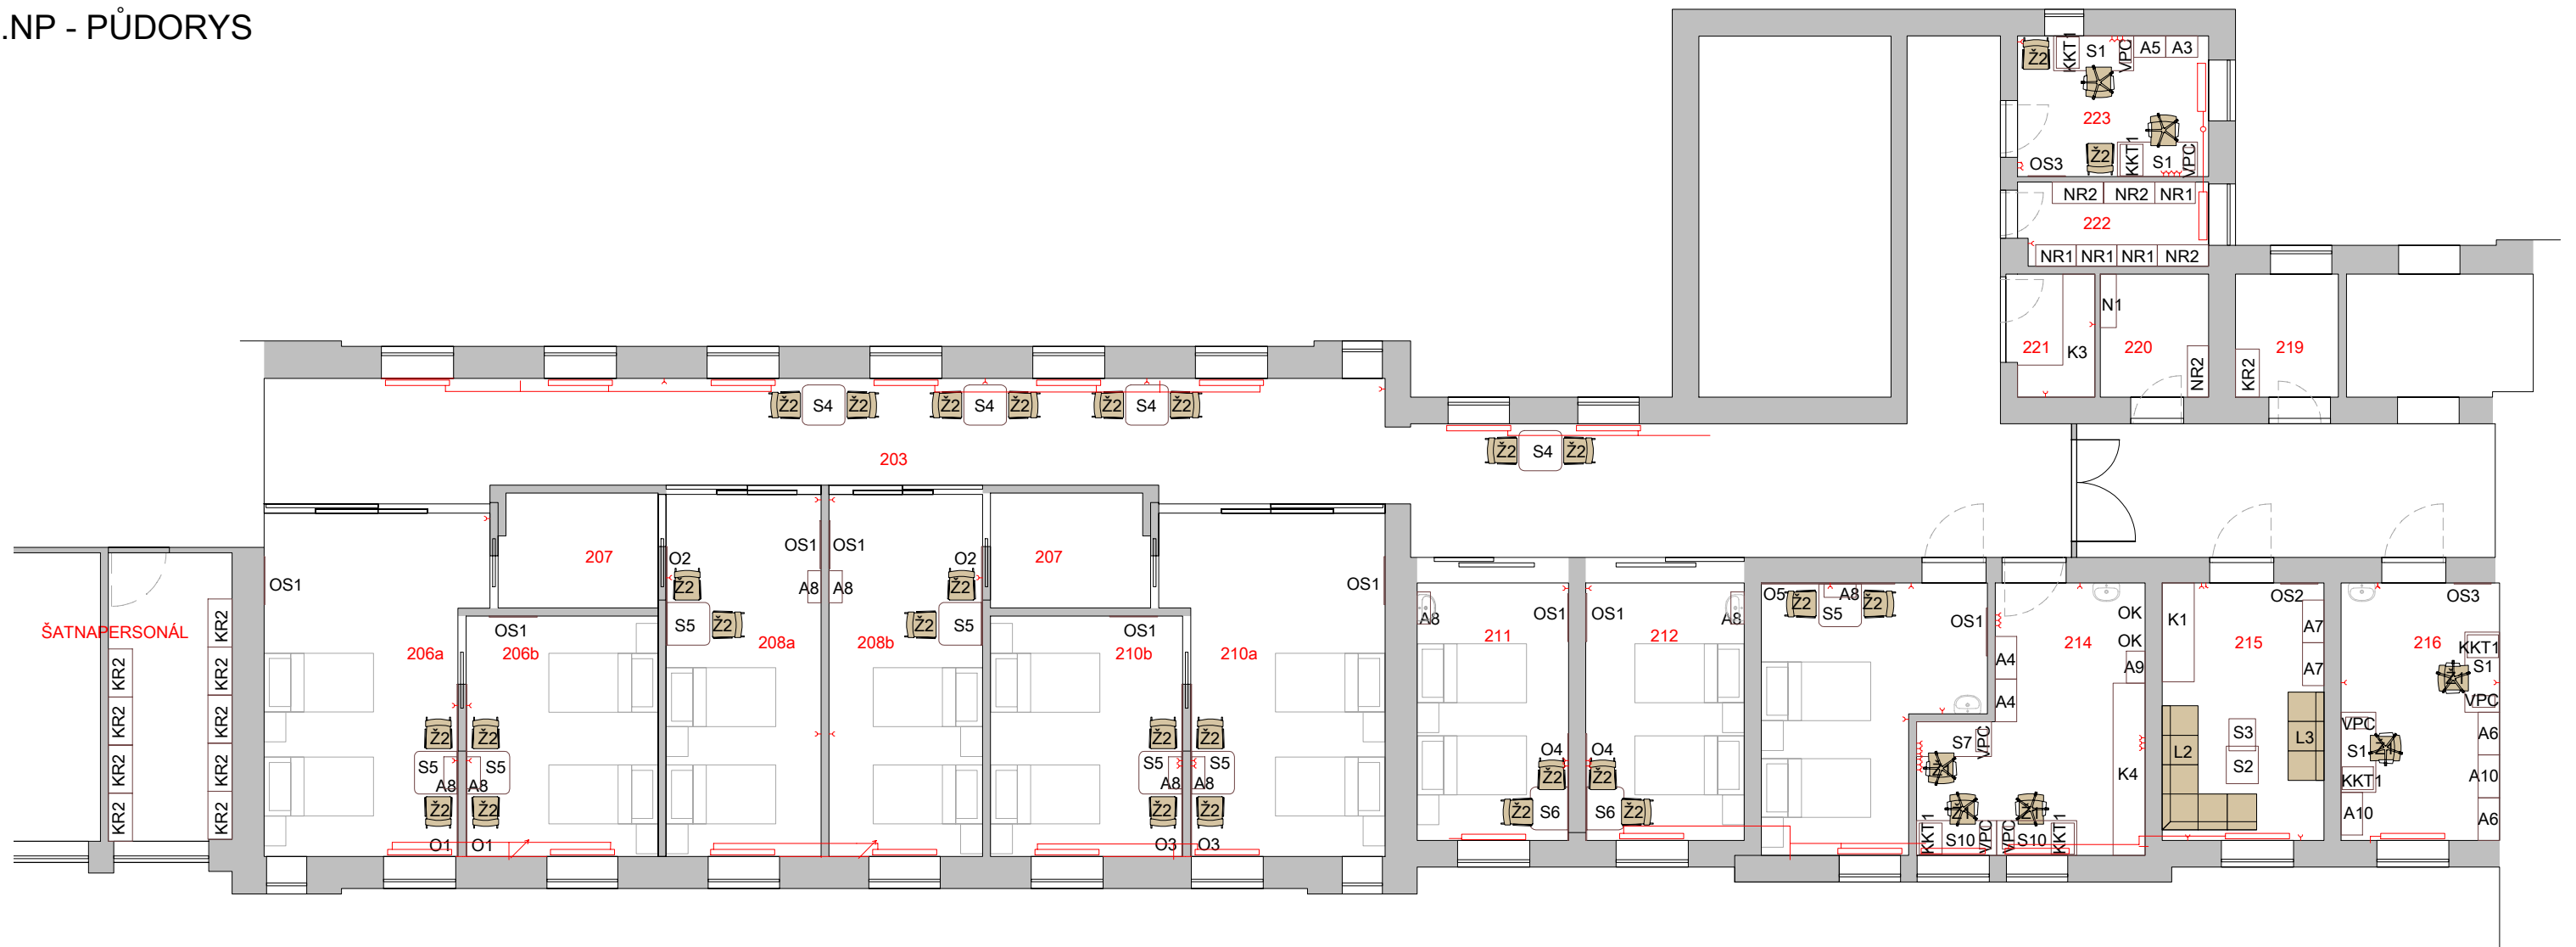 .NP - PŮDORYS
Ž2 KKT1 S1 VPC A5 A3
223
Ž2 KKT1 S1 VPC
OS3
NR2 NR2 NR1
222
NR1 NR1 NR1 NR2
N1
221 K3 220 NR2 KR2 219
Ž2 S4 Ž2 Ž2 S4 Ž2 Ž2 S4 Ž2
203
Ž2 S4 Ž2
207 O2 OS1 OS1 O2 207
OS1 Ž2 A8 A8 Ž2 OS1
S5 Ž2 Ž2 S5
ŠATNAPERSONÁL
KR2 KR2 KR2 KR2
KR2 KR2 KR2 KR2 KR2
206a
OS1
206b
208a 208b
OS1
210b 210a
Ž2 Ž2 Ž2 Ž2
S5 S5 S5 S5
A8 A8 A8 A8
Ž2 Ž2 Ž2 Ž2
O1 O1 O3 O3
A8 OS1 OS1 A8
211 212
O4 O4
Ž2 Ž2
Ž2 S6 S6 Ž2
O5 Ž2 S5 A8 Ž2
OS1
OK
OK
214
A4 A9
A4
S7 VPC
Ž1
K4
Ž1 Ž1
KKT1 S10 VPC VPC S10 KKT1
OS2
K1 A7
215
A7
S3
L2 L3
S2
OS3
216
KKT1
S1
Ž1
VPC
VPC A6
S1 Ž1
KKT1 A10
A10 A6